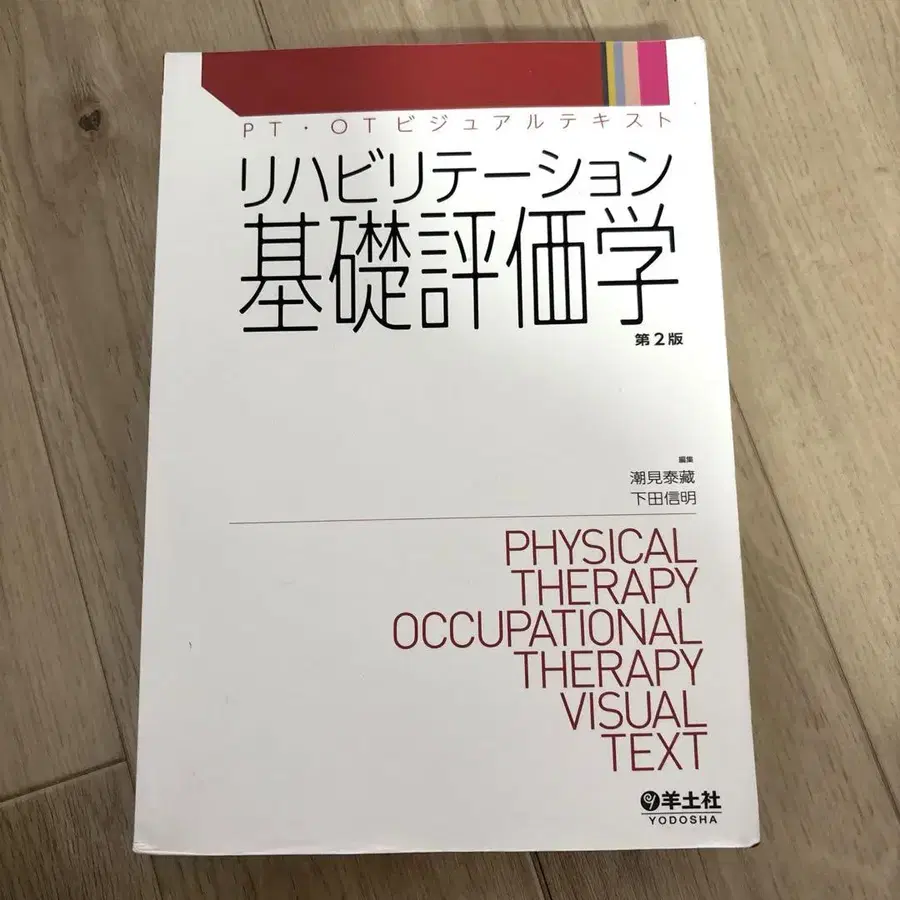 PT・OTビジュアルテキスト
リハビリテーション
基礎評価学
第2版
編集
潮見泰藏
下田信明
PHYSICAL
THERAPY
OCCUPATIONAL
THERAPY
VISUAL
TEXT
羊土社
YODOSHA